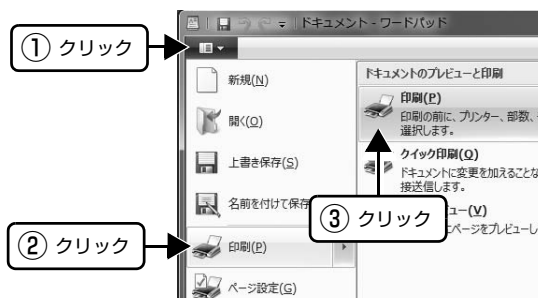 ドキュメント - ワードパッド
① クリック
新規(N)
開く(O)
上書き保存(S)
名前を付けて保存
② クリック
印刷(P)
ページ設定(G)
ドキュメントのプレビューと印刷
印刷(P)
印刷の前に、プリンター、部数、
選択します。
クイック印刷(Q)
ドキュメントに変更を加えることな
接送信します。
③ クリック
ュー(V)
にページをプレビューし